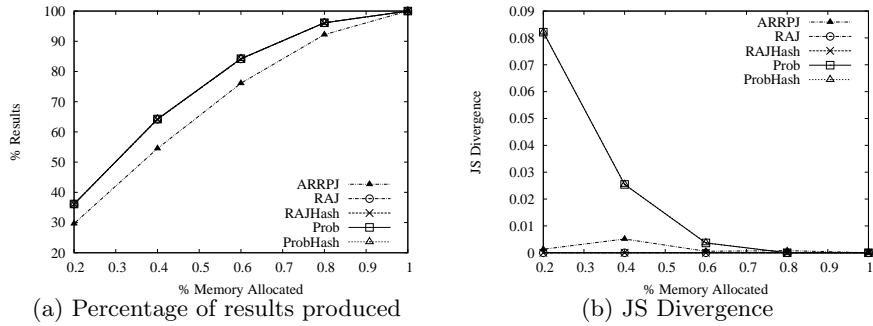 100
90
80
70
60
50
40
30
20
% Results
0.2 0.3 0.4 0.5 0.6 0.7 0.8 0.9 1
% Memory Allocated
ARRPJ
RAJ
RAJHash
Prob
ProbHash
(a) Percentage of results produced
0.09
0.08
0.07
0.06
0.05
0.04
0.03
0.02
0.01
0
JS Divergence
0.2 0.3 0.4 0.5 0.6 0.7 0.8 0.9 1
% Memory Allocated
ARRPJ
RAJ
RAJHash
Prob
ProbHash
(b) JS Divergence